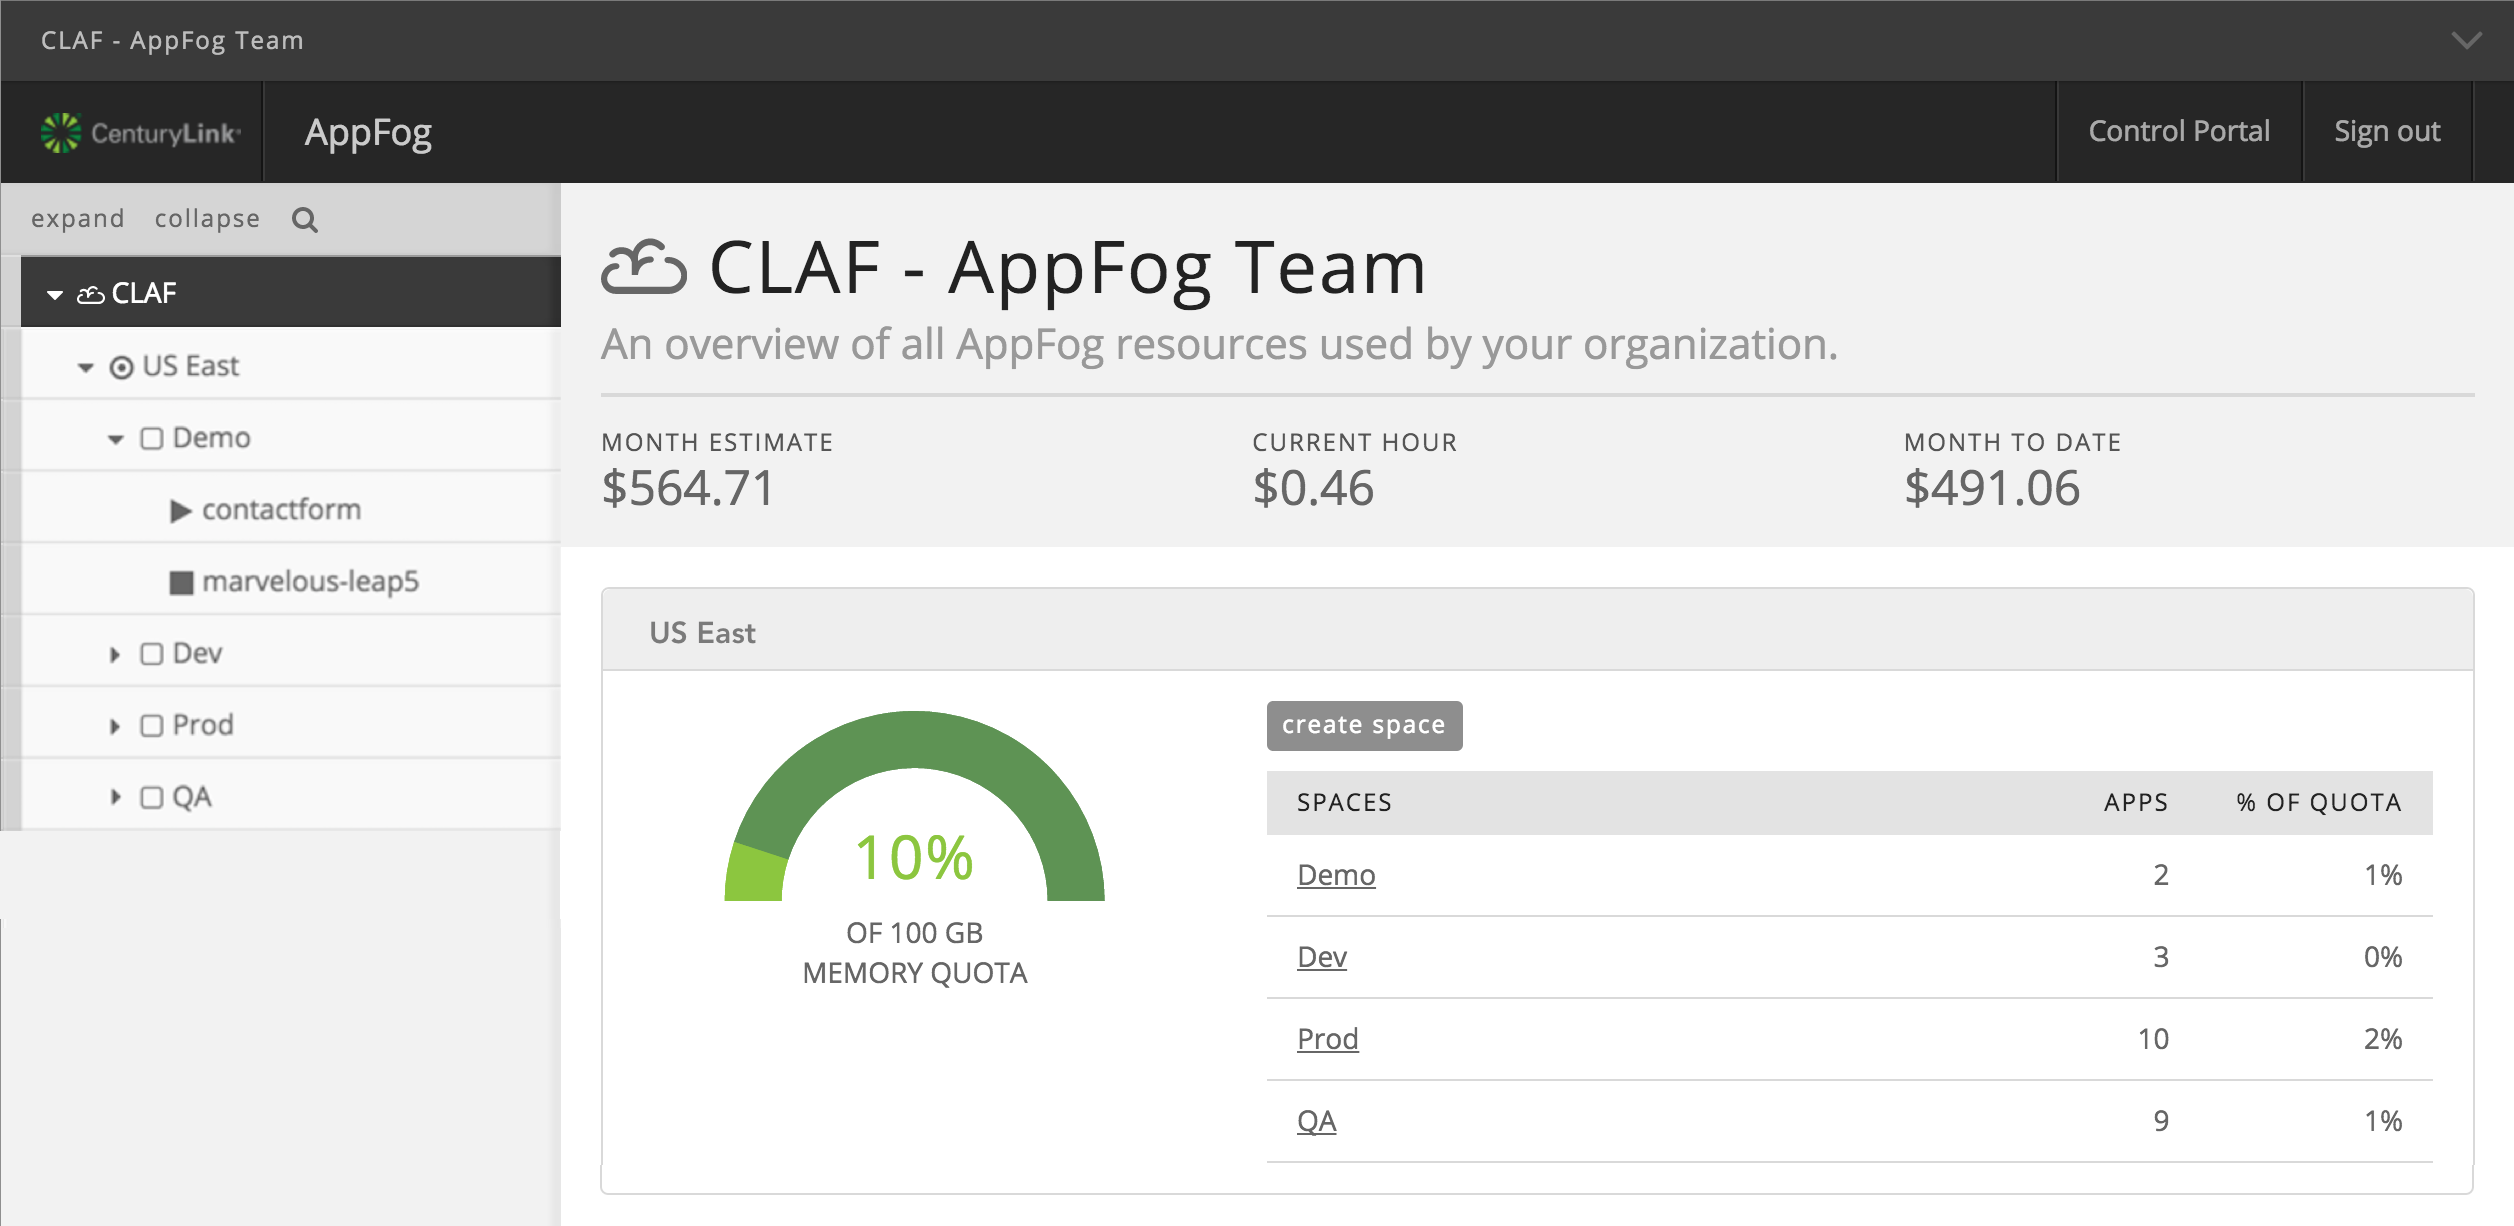 CLAF - AppFog Team
CenturyLink
AppFog
Control Portal
Sign out
expand collapse
CLAF
US East
Demo
contactform
marvelous-leap5
Dev
Prod
QA
CLAF - AppFog Team
An overview of all AppFog resources used by your organization.
MONTH ESTIMATE
$564.71
CURRENT HOUR
$0.46
MONTH TO DATE
$491.06
US East
10%
OF 100 GB
MEMORY QUOTA
create space
SPACES APPS % OF QUOTA
Demo 2 1%
Dev 3 0%
Prod 10 2%
QA 9 1%